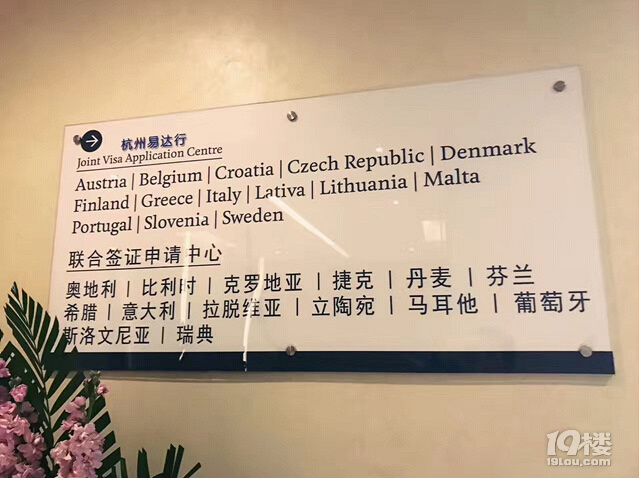 杭州易达行
Joint Visa Application Centre
Austria | Belgium | Croatia | Czech Republic | Denmark
Finland | Greece | Italy | Lativa | Lithuania | Malta
Portugal | Slovenia | Sweden
联合签证申请中心
奥地利 | 比利时 | 克罗地亚 | 捷克 | 丹麦 | 芬兰
希腊 | 意大利 | 拉脱维亚 | 立陶宛 | 马耳他 | 葡萄牙
斯洛文尼亚 | 瑞典
19楼
19lou.com